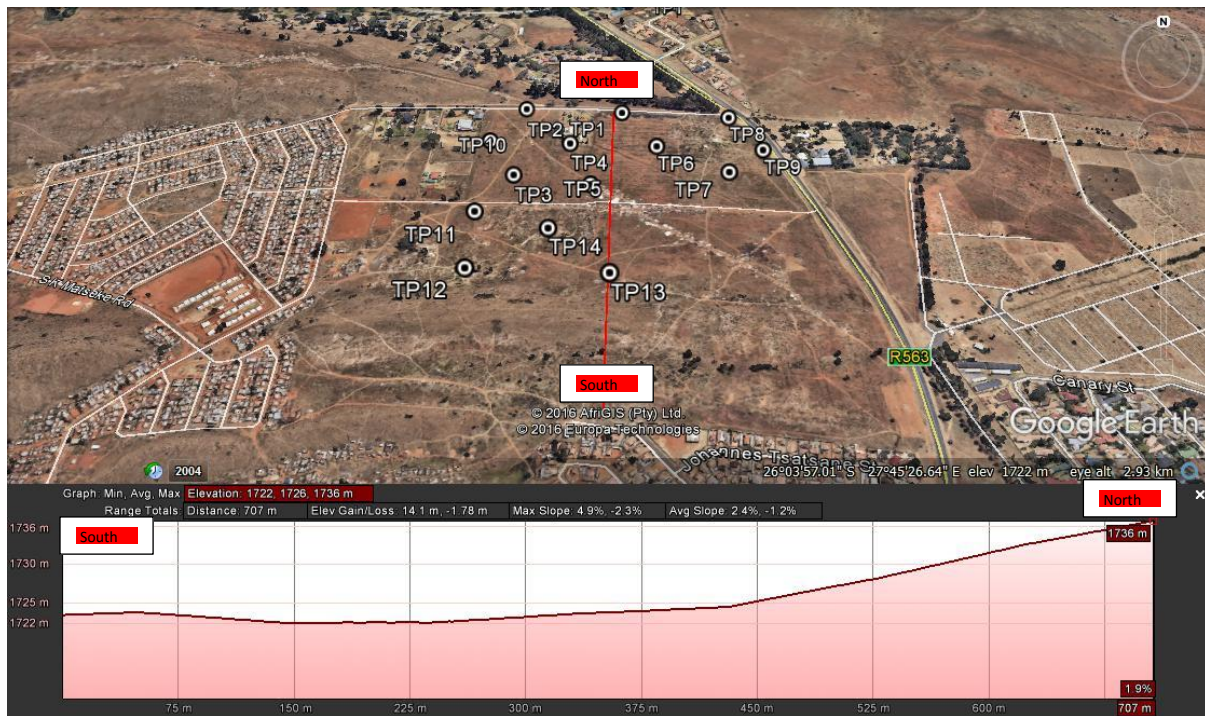 N
North
TP2 TP1
TP8
TP10
TP4
TP6
TP9
TP3
TP5
TP7
TP11
TP14
TP12
TP13
R563
South
Canary St
© 2016 AfriGIS (Pty) Ltd.
© 2016 Europa Technologies
Google Earth
2004
26°03'57.01" S 27°45'26.64" E elev 1722 m eye alt 2.93 km
Graph: Min, Avg, Max Elevation: 1722, 1726, 1736 m
Range Totals: Distance: 707 m Elev Gain/Loss: 14.1 m, -1.78 m Max Slope: 4.9%, -2.3% Avg Slope: 2.4%, -1.2%
North
South
1736 m
1736 m
1730 m
1725 m
1722 m
1.9%
75 m 150 m 225 m 300 m 375 m 450 m 525 m 600 m 707 m